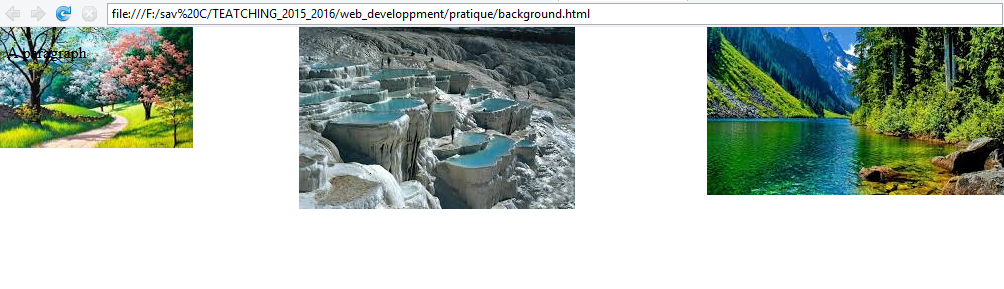 file:///F:/sav%20C/TEATCHING_2015_2016/web_developpment/pratique/background.html
A paragraph